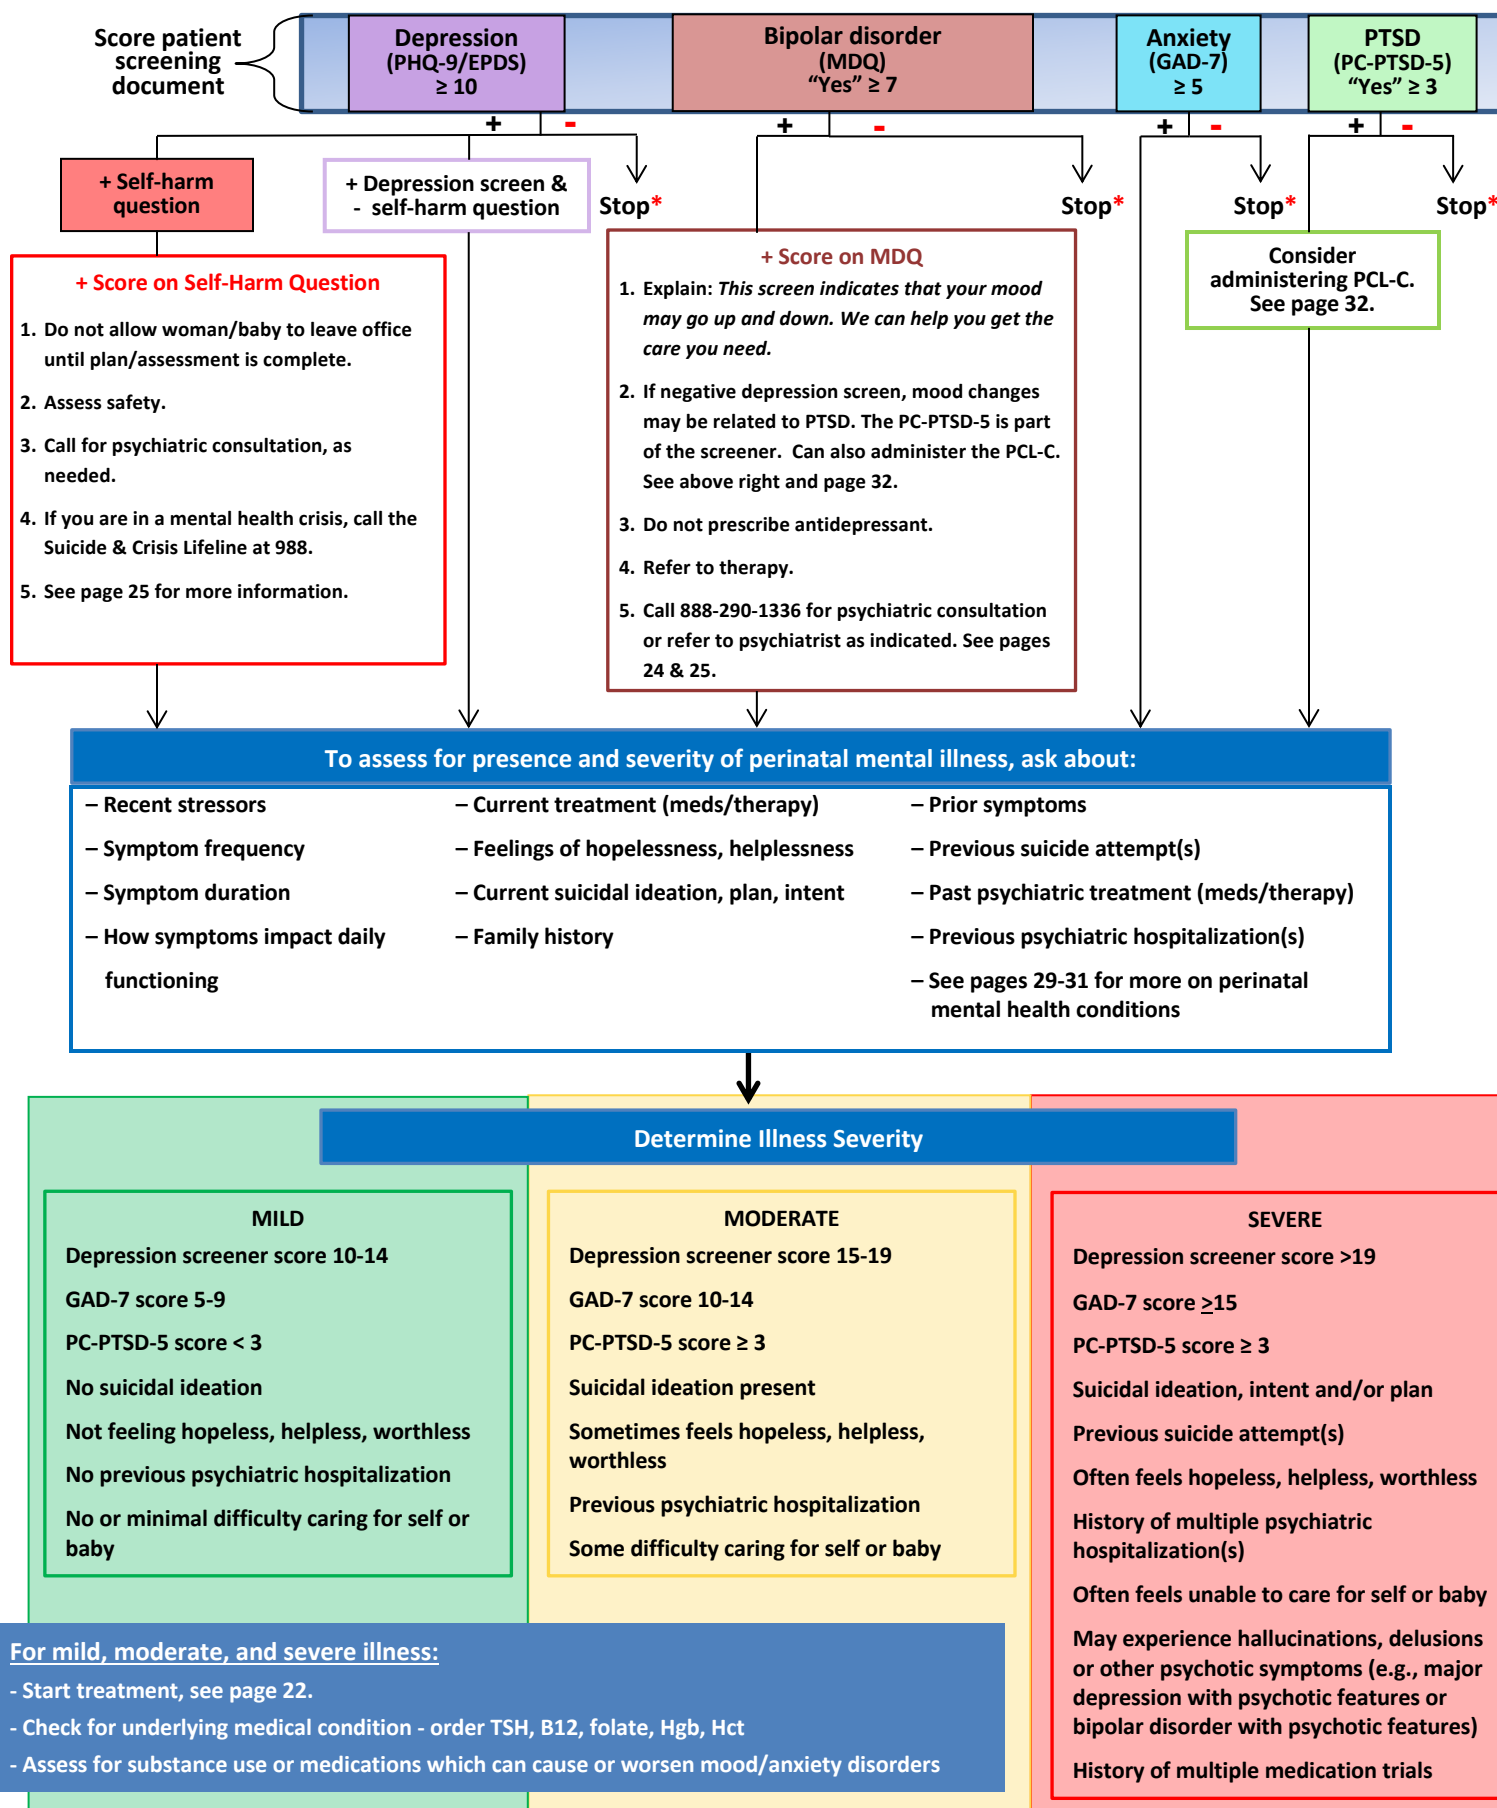 Score patient
screening
document
Depression
(PHQ-9/EPDS)
≥ 10
Bipolar disorder
(MDQ)
“Yes” ≥ 7
Anxiety
(GAD-7)
≥ 5
PTSD
(PC-PTSD-5)
“Yes” ≥ 3
+ -
+ -
+ -
+ -
+ Self-harm
question
+ Depression screen &
- self-harm question
Stop*
Stop*
Stop*
Stop*
+ Score on Self-Harm Question
1. Do not allow woman/baby to leave office
until plan/assessment is complete.
2. Assess safety.
3. Call for psychiatric consultation, as
needed.
4. If you are in a mental health crisis, call the
Suicide & Crisis Lifeline at 988.
5. See page 25 for more information.
+ Score on MDQ
1. Explain: This screen indicates that your mood
may go up and down. We can help you get the
care you need.
2. If negative depression screen, mood changes
may be related to PTSD. The PC-PTSD-5 is part
of the screener. Can also administer the PCL-C.
See above right and page 32.
3. Do not prescribe antidepressant.
4. Refer to therapy.
5. Call 888-290-1336 for psychiatric consultation
or refer to psychiatrist as indicated. See pages
24 & 25.
Consider
administering PCL-C.
See page 32.
To assess for presence and severity of perinatal mental illness, ask about:
– Recent stressors
– Symptom frequency
– Symptom duration
– How symptoms impact daily
functioning
– Current treatment (meds/therapy)
– Feelings of hopelessness, helplessness
– Current suicidal ideation, plan, intent
– Family history
– Prior symptoms
– Previous suicide attempt(s)
– Past psychiatric treatment (meds/therapy)
– Previous psychiatric hospitalization(s)
– See pages 29-31 for more on perinatal
mental health conditions
Determine Illness Severity
MILD
Depression screener score 10-14
GAD-7 score 5-9
PC-PTSD-5 score < 3
No suicidal ideation
Not feeling hopeless, helpless, worthless
No previous psychiatric hospitalization
No or minimal difficulty caring for self or
baby
MODERATE
Depression screener score 15-19
GAD-7 score 10-14
PC-PTSD-5 score ≥ 3
Suicidal ideation present
Sometimes feels hopeless, helpless,
worthless
Previous psychiatric hospitalization
Some difficulty caring for self or baby
SEVERE
Depression screener score >19
GAD-7 score ≥15
PC-PTSD-5 score ≥ 3
Suicidal ideation, intent and/or plan
Previous suicide attempt(s)
Often feels hopeless, helpless, worthless
History of multiple psychiatric
hospitalization(s)
Often feels unable to care for self or baby
May experience hallucinations, delusions
or other psychotic symptoms (e.g., major
depression with psychotic features or
bipolar disorder with psychotic features)
History of multiple medication trials
For mild, moderate, and severe illness:
- Start treatment, see page 22.
- Check for underlying medical condition - order TSH, B12, folate, Hgb, Hct
- Assess for substance use or medications which can cause or worsen mood/anxiety disorders